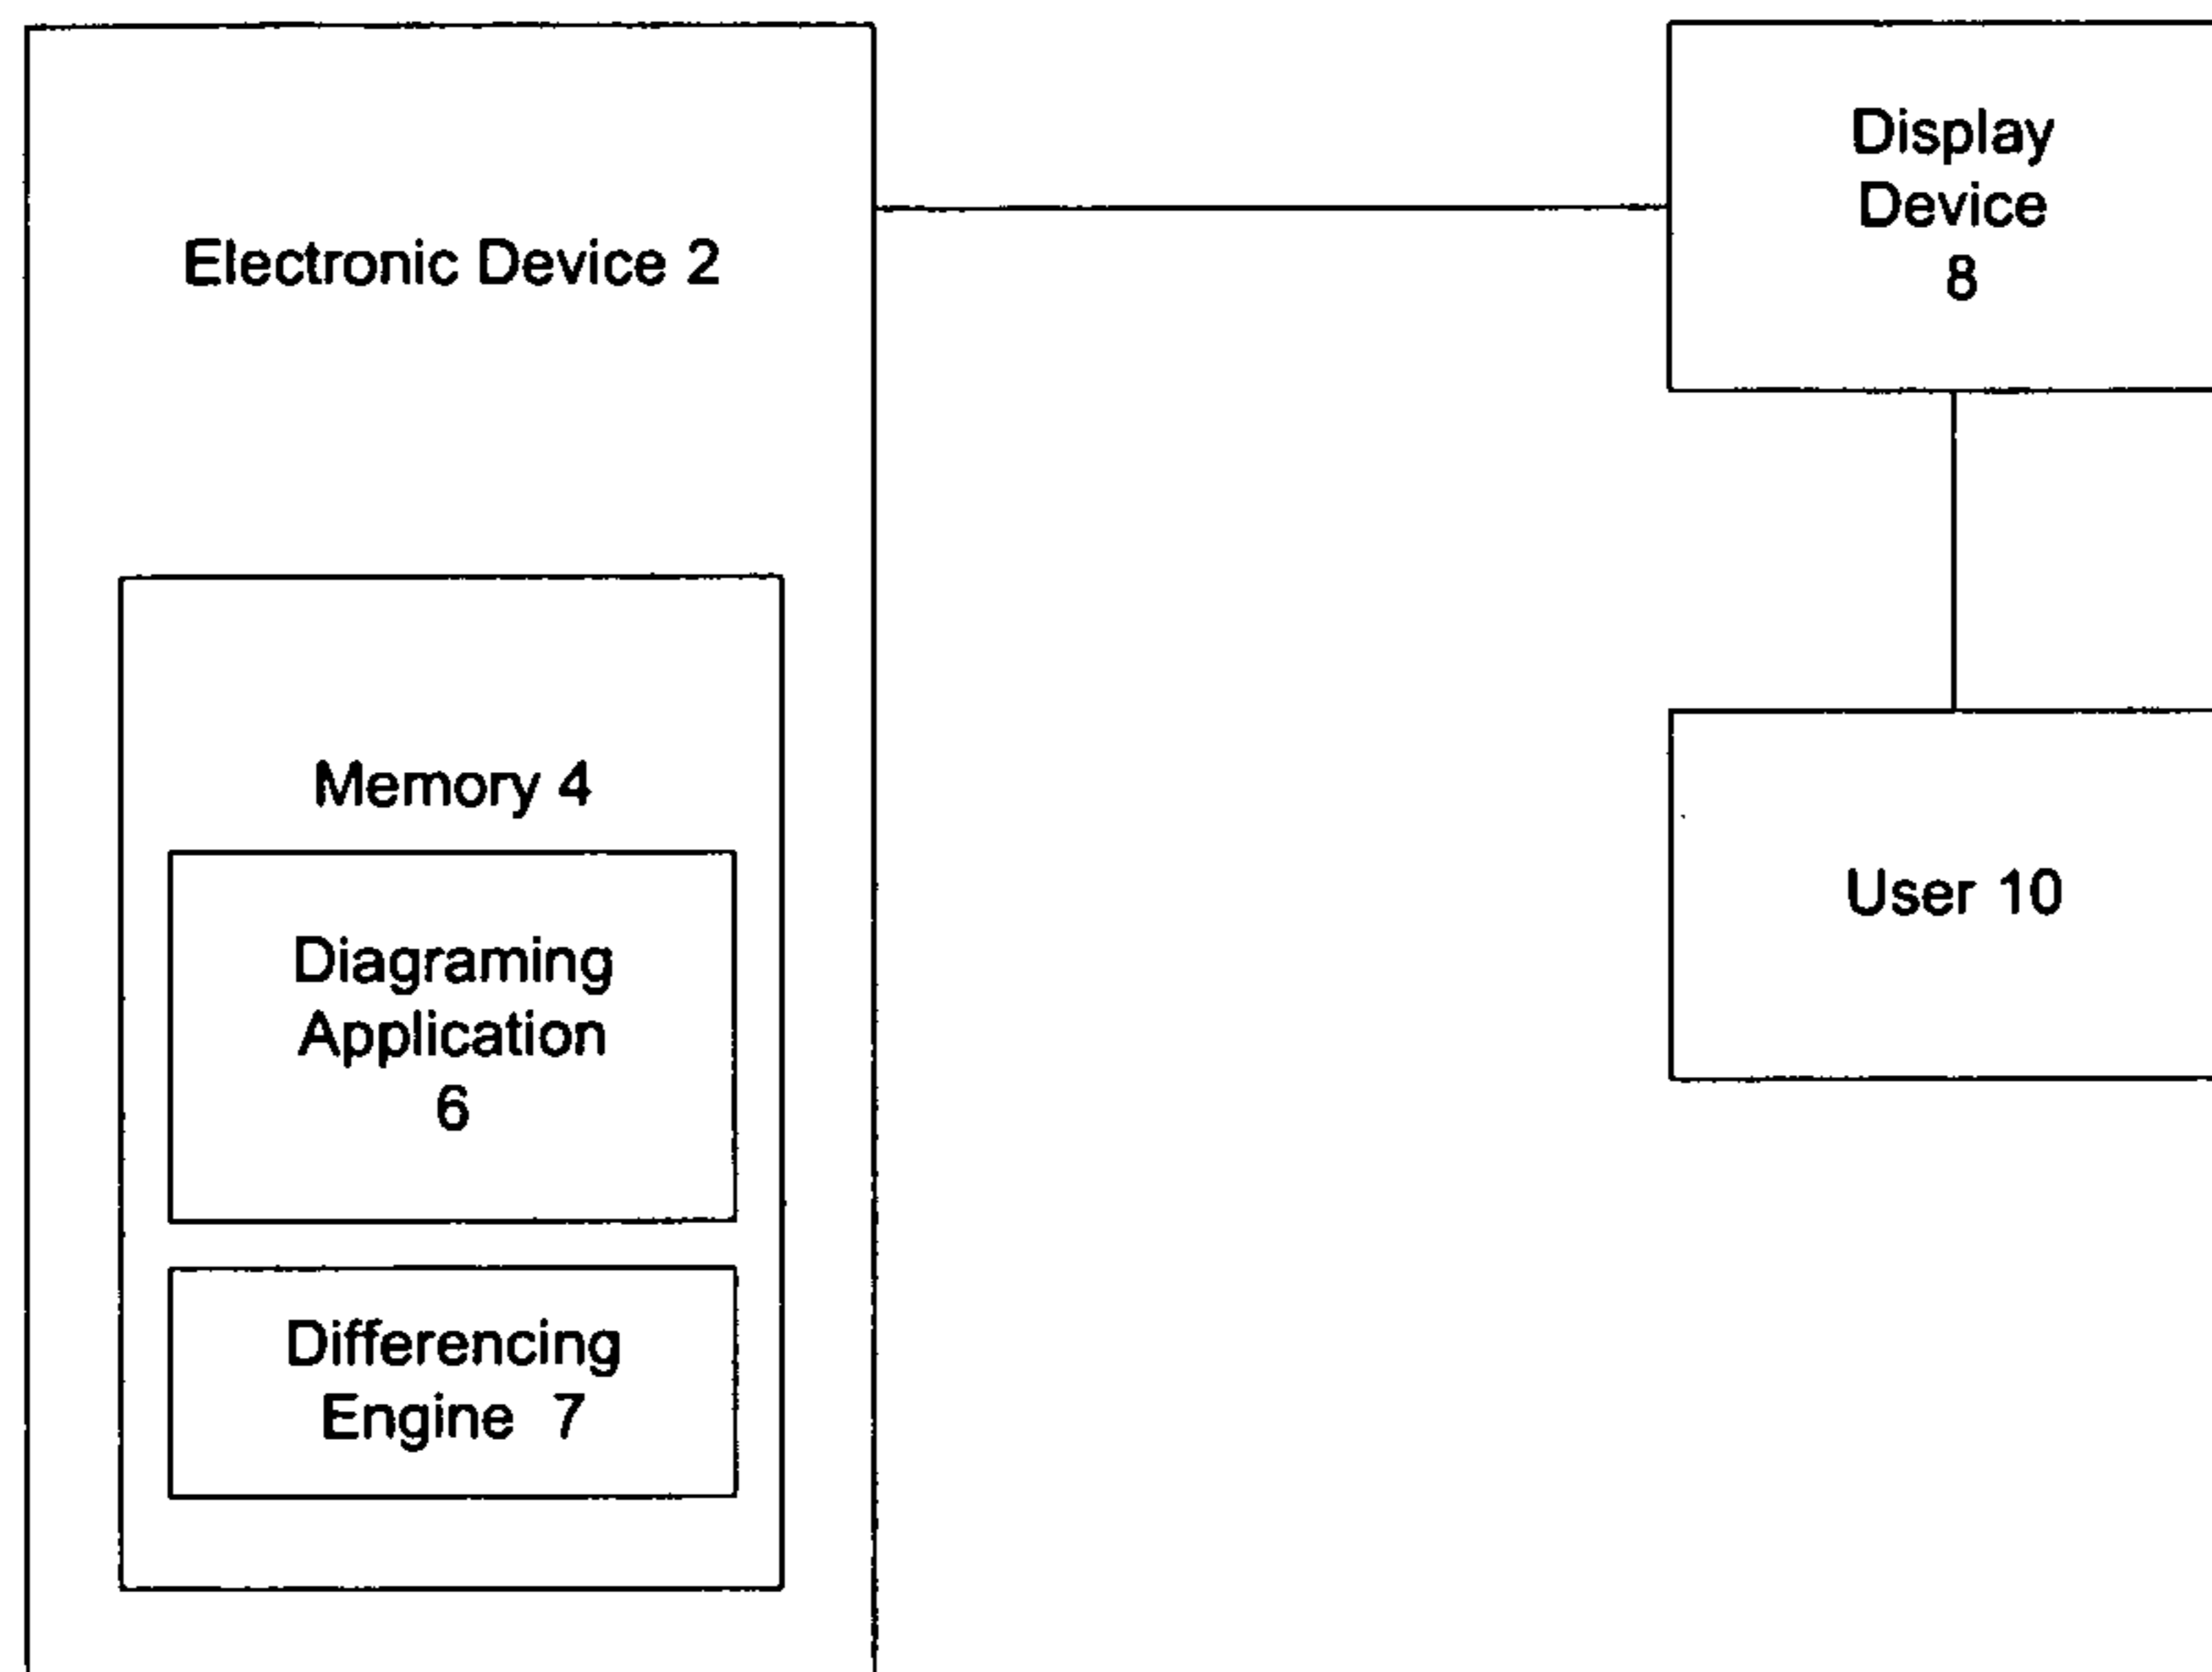 Electronic Device 2
Memory 4
Diagraming
Application
6
Differencing
Engine 7
Display
Device
8
User 10